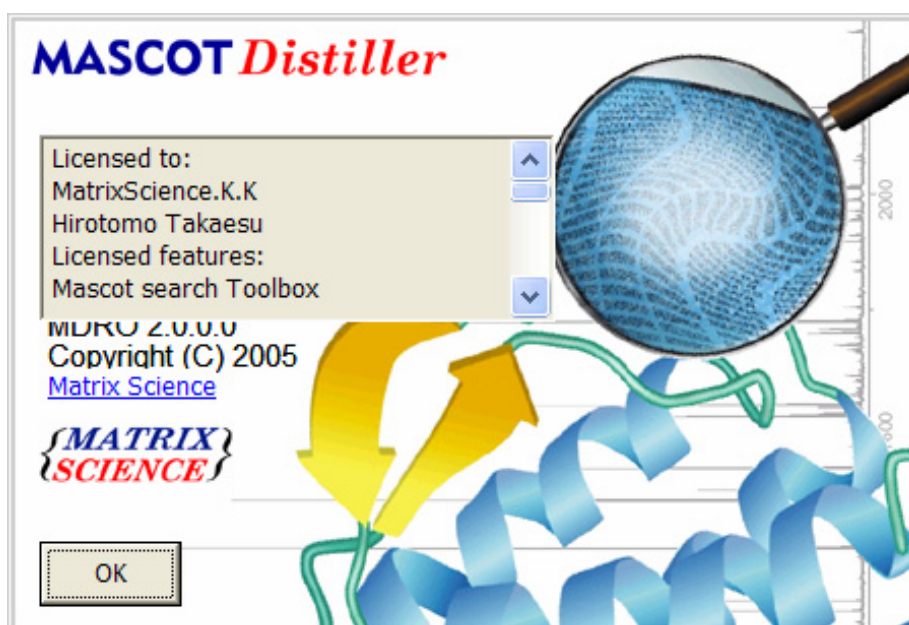 MASCOT Distiller
Licensed to:
MatrixScience.K.K
Hirotomo Takaesu
Licensed features:
Mascot search Toolbox
MDRO 2.0.0.0
Copyright (C) 2005
Matrix Science
{MATRIX
SCIENCE}
OK
2000